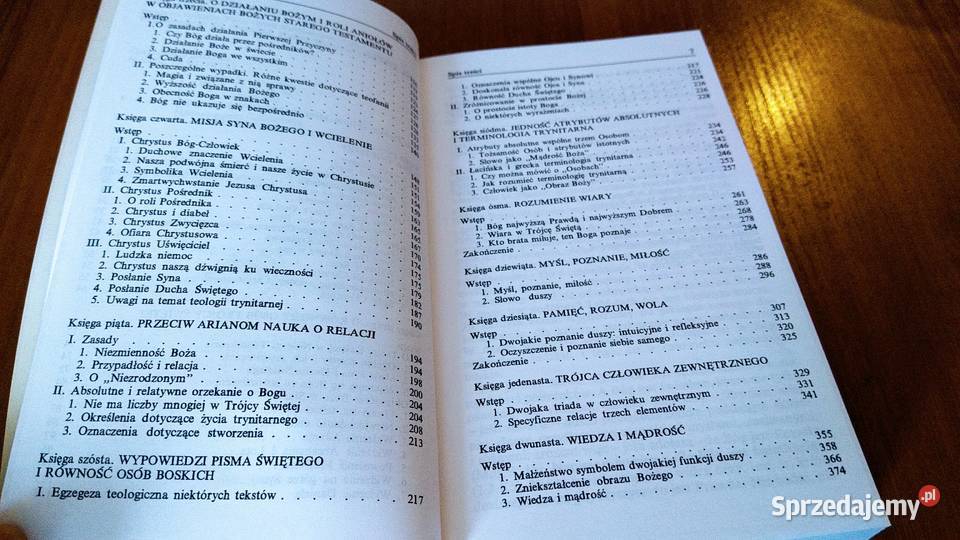 trzecia. O DZIAŁANIU BOŻYM I ROLI ANIOŁÓW
W OBJAWIENIACH BOŻYCH STAREGO TESTAMENTU
Wstęp
I. O zasadach działania Pierwszej Przyczyny
1. Czy Bóg działa przez pośredników?
2. Działanie Boże w świecie
3. Działanie Boga we wszystkim
4. Cuda
II. Poszczególne wypadki. Różne kwestie dotyczące teofanii
1. Magia i związane z nią sprawy
2. Wyższość działania Bożego
3. Obecność Boga w znakach
4. Bóg nie ukazuje się bezpośrednio
Księga czwarta. MISJA SYNA BOŻEGO I WCIELENIE
Wstęp
I. Chrystus Bóg-Człowiek
1. Duchowe znaczenie Wcielenia
2. Nasza podwójna śmierć i nasze życie w Chrystusie
3. Symbolika Wcielenia
4. Zmartwychwstanie Jezusa Chrystusa
II. Chrystus Pośrednik
1. O roli Pośrednika
2. Chrystus i diabeł
3. Chrystus Zwycięzca
4. Ofiara Chrystusowa
III. Chrystus Uświęciciel
1. Ludzka niemoc
2. Chrystus naszą dźwignią ku wieczności
3. Posłanie Syna
4. Posłanie Ducha Świętego
5. Uwagi na temat teologii trynitarnej 190
Księga piąta. PRZECIW ARIANOM NAUKA O RELACJI
I. Zasady 194
1. Niezmienność Boża 194
2. Przypadłość i relacja 198
3. O „Niezrodzonym” 200
II. Absolutne i relatywne orzekanie o Bogu 204
1. Nie ma liczby mnogiej w Trójcy Świętej 204
2. Określenia dotyczące życia trynitarnego 208
3. Oznaczenia dotyczące stworzenia 213
Księga szósta. WYPOWIEDZI PISMA ŚWIĘTEGO
I RÓWNOŚĆ OSÓB BOSKICH
I. Egzegeza teologiczna niektórych tekstów 217
Spis treści 7
1. Oznaczenia wspólne Ojcu i Synowi 217
2. Doskonała równość Ojca i Syna 221
3. Równość Ducha Świętego 224
II. Zróżnicowanie w prostocie Bożej 226
1. O prostocie istoty Boga 226
2. O niektórych wyrażeniach 228
Księga siódma. JEDNOŚĆ ATRYBUTÓW ABSOLUTNYCH
I TERMINOLOGIA TRYNITARNA
I. Atrybuty absolutne wspólne trzem Osobom 234
1. Tożsamość Osób i atrybutów istotnych 234
2. Słowo jako „Mądrość Boża” 242
II. Łacińska i grecka terminologia trynitarna 246
1. Czy można mówić o „Osobach” 246
2. Jak rozumieć terminologię trynitarną 253
3. Człowiek jako „Obraz Boży” 257
Księga ósma. ROZUMIENIE WIARY
Wstęp 261
1. Bóg najwyższą Prawdą i najwyższym Dobrem 263
2. Wiara w Trójcę Świętą 268
3. Kto brata miłuje, ten Boga poznaje 278
Zakończenie 284
Księga dziewiąta. MYŚL, POZNANIE, MIŁOŚĆ
Wstęp 286
1. Myśl, poznanie, miłość 288
2. Słowo duszy 296
Księga dziesiąta. PAMIĘĆ, ROZUM, WOLA
Wstęp 307
1. Dwojakie poznanie duszy: intuicyjne i refleksyjne 313
2. Oczyszczenie i poznanie siebie samego 320
Zakończenie 325
Księga jedenasta. TRÓJCA CZŁOWIEKA ZEWNĘTRZNEGO
Wstęp 329
1. Dwojaka triada w człowieku zewnętrznym 331
2. Specyficzne relacje trzech elementów 341
Księga dwunasta. WIEDZA I MĄDROŚĆ
Wstęp 355
1. Małżeństwo symbolem dwojakiej funkcji duszy 358
2. Zniekształcenie obrazu Bożego 366
3. Wiedza i mądrość 374
Sprzedajemy.pl